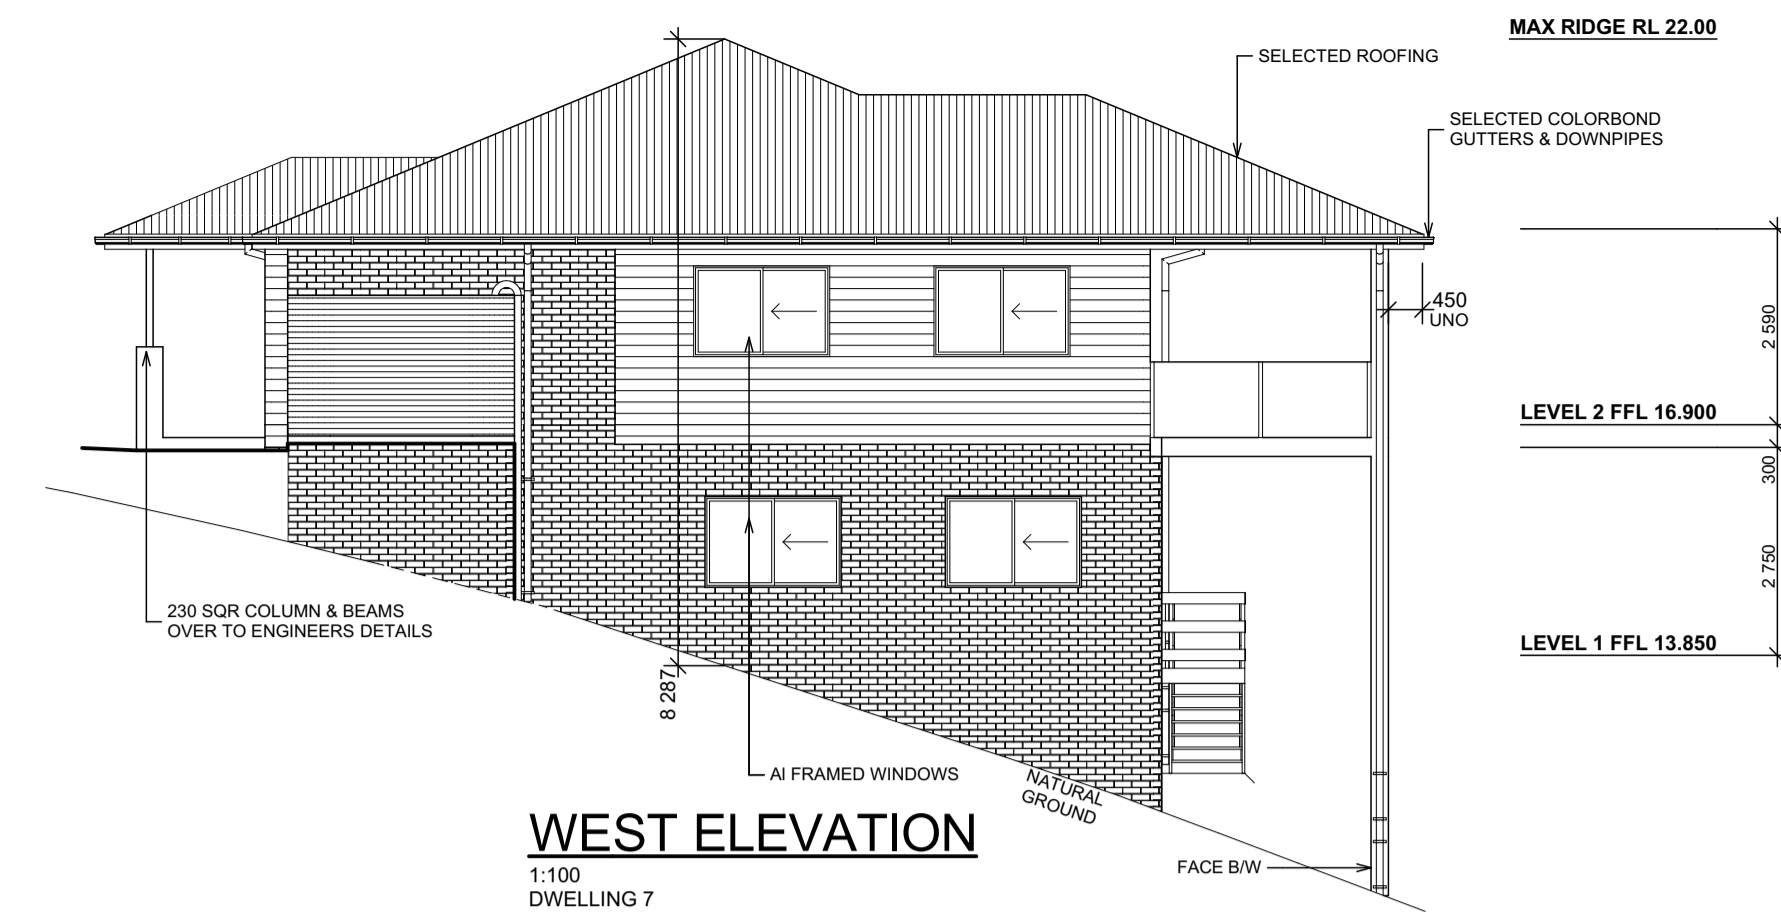 MAX RIDGE RL 22.00
SELECTED ROOFING
SELECTED COLORBOND
GUTTERS & DOWNPIPES
450
UNO
2 590
LEVEL 2 FFL 16.900
300
2 750
LEVEL 1 FFL 13.850
230 SQR COLUMN & BEAMS
OVER TO ENGINEERS DETAILS
8 287
Al FRAMED WINDOWS
NATURAL
GROUND
WEST ELEVATION
1:100
DWELLING 7
FACE B/W